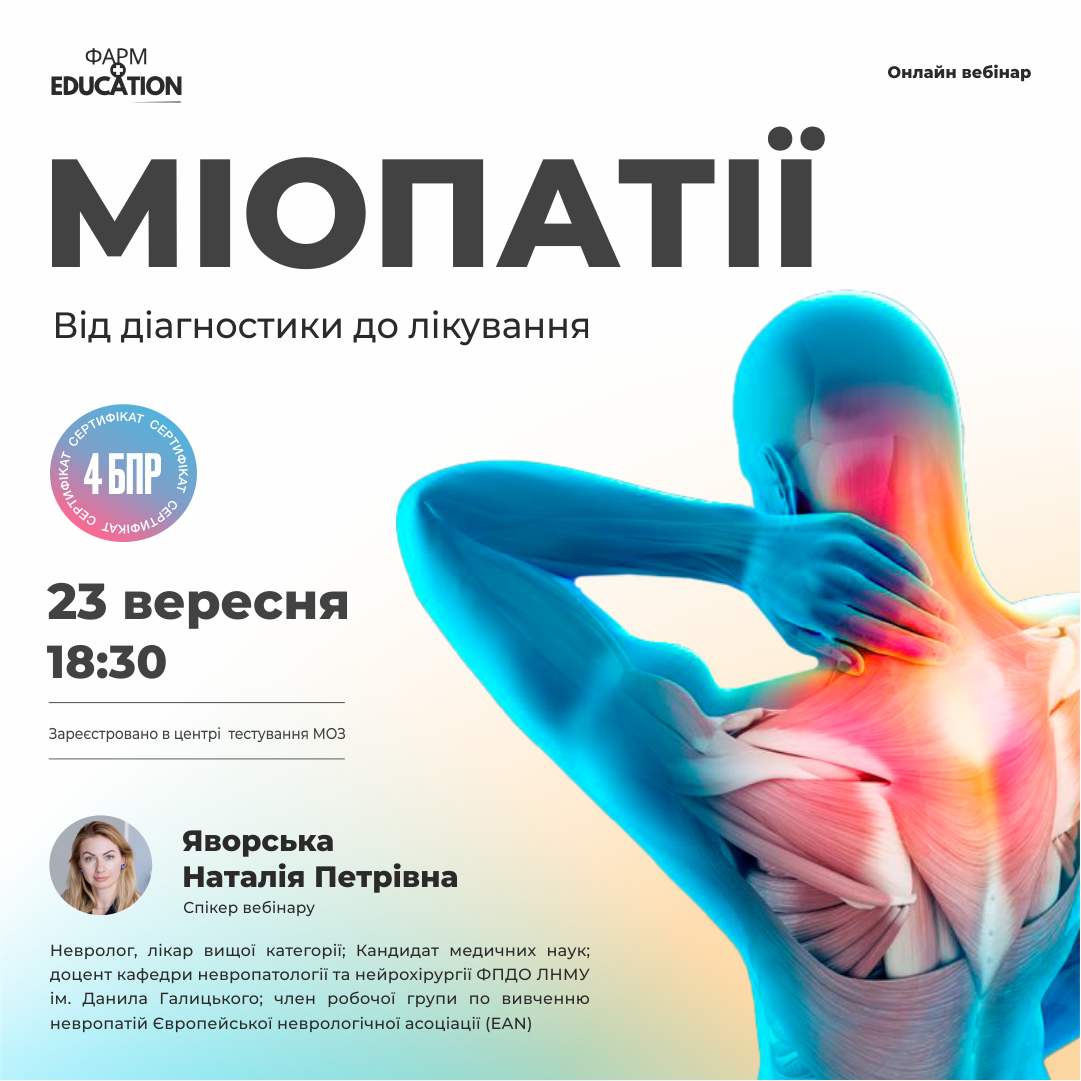 ФАРМ
EDUCATION
Онлайн вебінар
МІОПАТІЇ
Від діагностики до лікування
СЕРТИФІКАТ СЕРТИФІКАТ СЕРТИФІКАТ СЕРТИФІКАТ
4 БПР
23 вересня
18:30
Зареєстровано в центрі тестування МОЗ
Яворська
Наталія Петрівна
Спікер вебінару
Невролог, лікар вищої категорії; Кандидат медичних наук;
доцент кафедри невропатології та нейрохірургії ФПДО ЛНМУ
ім. Данила Галицького; член робочої групи по вивченню
невропатій Європейської неврологічної асоціації (EAN)